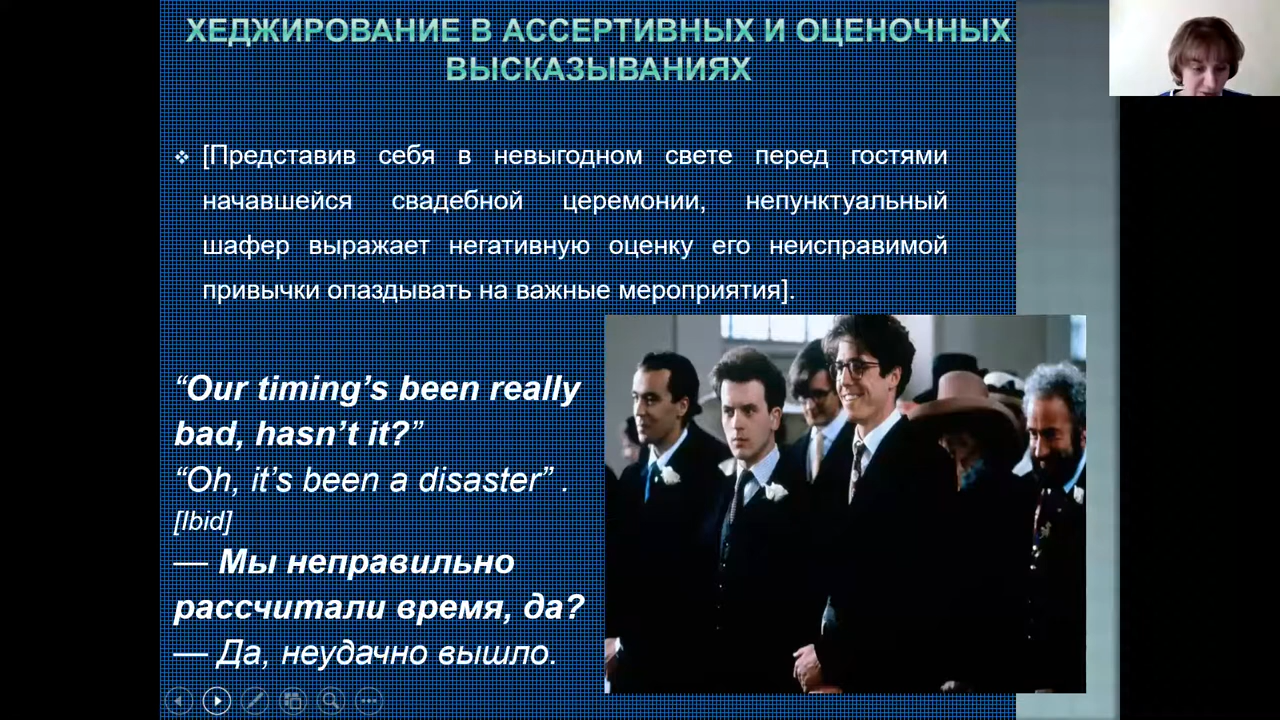 ХЕДЖИРОВАНИЕ В АССЕРТИВНЫХ И ОЦЕНОЧНЫХ
ВЫСКАЗЫВАНИЯХ
[Представив себя в невыгодном свете перед гостями
начавшейся свадебной церемонии, непунктуальный
шафер выражает негативную оценку его неисправимой
привычки опаздывать на важные мероприятия].
“Our timing’s been really
bad, hasn’t it?”
“Oh, it’s been a disaster” .
[Ibid]
— Мы неправильно
рассчитали время, да?
— Да, неудачно вышло.